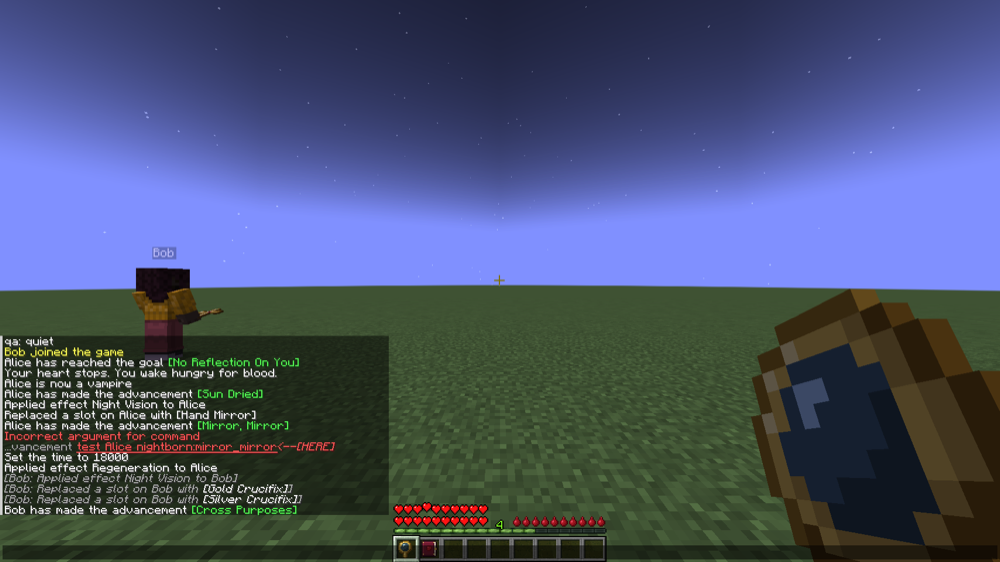 Bob
qa: quiet
Bob joined the game
Alice has reached the goal [No Reflection On You]
Your heart stops. You wake hungry for blood.
Alice is now a vampire
Alice has made the advancement [Sun Dried]
Applied effect Night Vision to Alice
Replaced a slot on Alice with [Hand Mirror]
Alice has made the advancement [Mirror, Mirror]
Incorrect argument for command
...vancement test Alice nightborn:mirror_mirror<--[HERE]
Set the time to 18000
Applied effect Regeneration to Alice
[Bob: Applied effect Night Vision to Bob]
[Bob: Replaced a slot on Bob with [Gold Crucifix]]
[Bob: Replaced a slot on Bob with [Silver Crucifix]]
Bob has made the advancement [Cross Purposes]
4